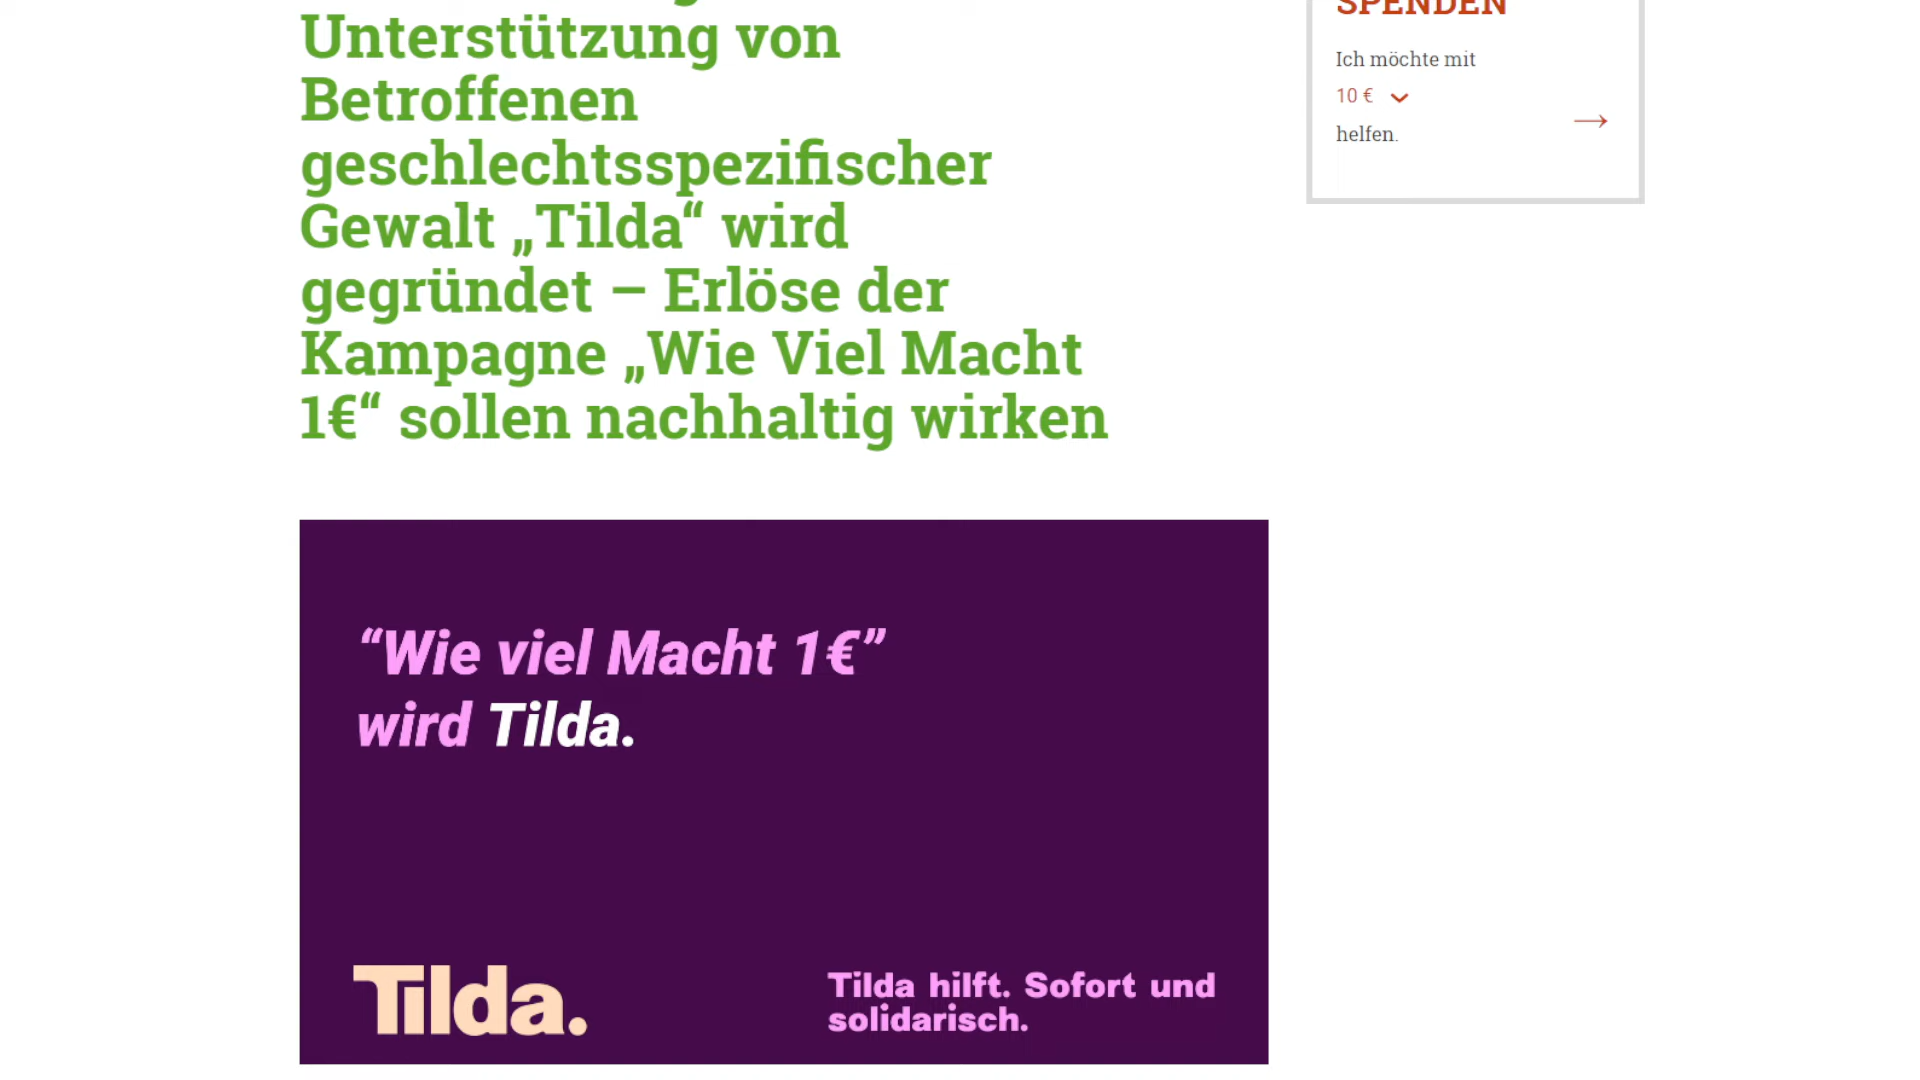 Unterstützung von
Betroffenen
geschlechtsspezifischer
Gewalt „Tilda“ wird
gegründet – Erlöse der
Kampagne „Wie Viel Macht
1€“ sollen nachhaltig wirken
SPENDEN
Ich möchte mit
10 €
helfen.
“Wie viel Macht 1€”
wird Tilda.
Tilda.
Tilda hilft. Sofort und
solidarisch.